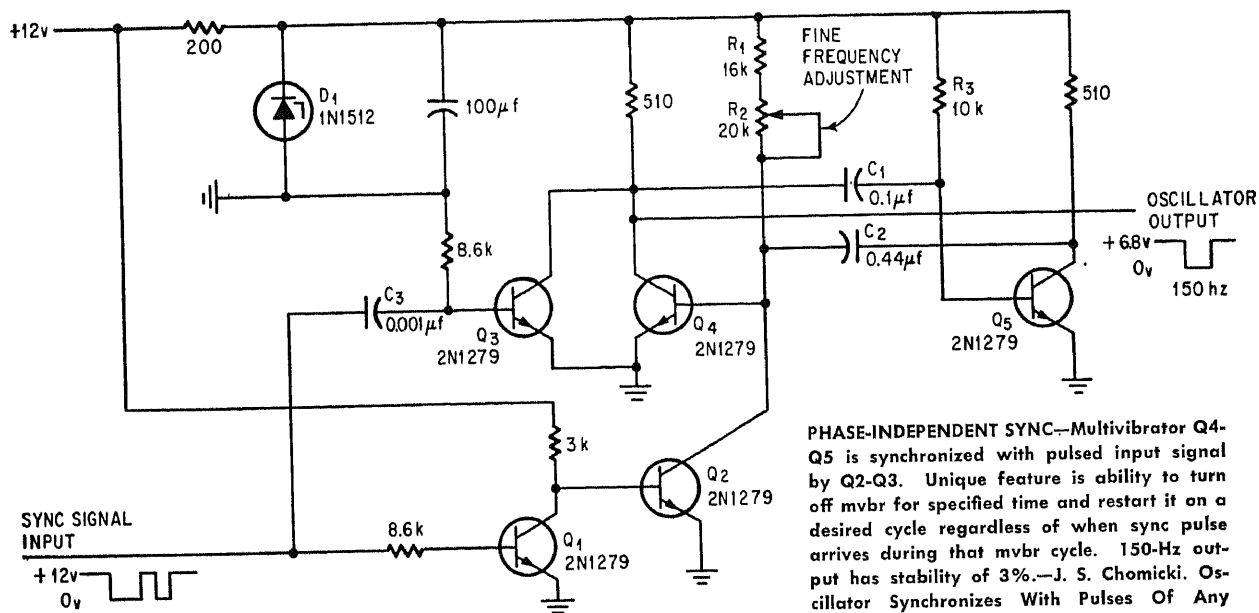 +12v
200
D1
1N1512
100µf
510
R1
16k
R2
20k
FINE
FREQUENCY
ADJUSTMENT
R3
10k
510
C1
0.1µf
OSCILLATOR
OUTPUT
C2
0.44µf
+6.8v
0v
150 hz
8.6k
C3
0.001µf
Q3
2N1279
Q4
2N1279
Q5
2N1279
3k
Q2
2N1279
SYNC SIGNAL
INPUT
8.6k
Q1
2N1279
+12v
0v
PHASE-INDEPENDENT SYNC—Multivibrator Q4-
Q5 is synchronized with pulsed input signal
by Q2-Q3. Unique feature is ability to turn
off mvbr for specified time and restart it on a
desired cycle regardless of when sync pulse
arrives during that mvbr cycle. 150-Hz out-
put has stability of 3%.—J. S. Chomicki. Os-
cillator Synchronizes With Pulses Of Any